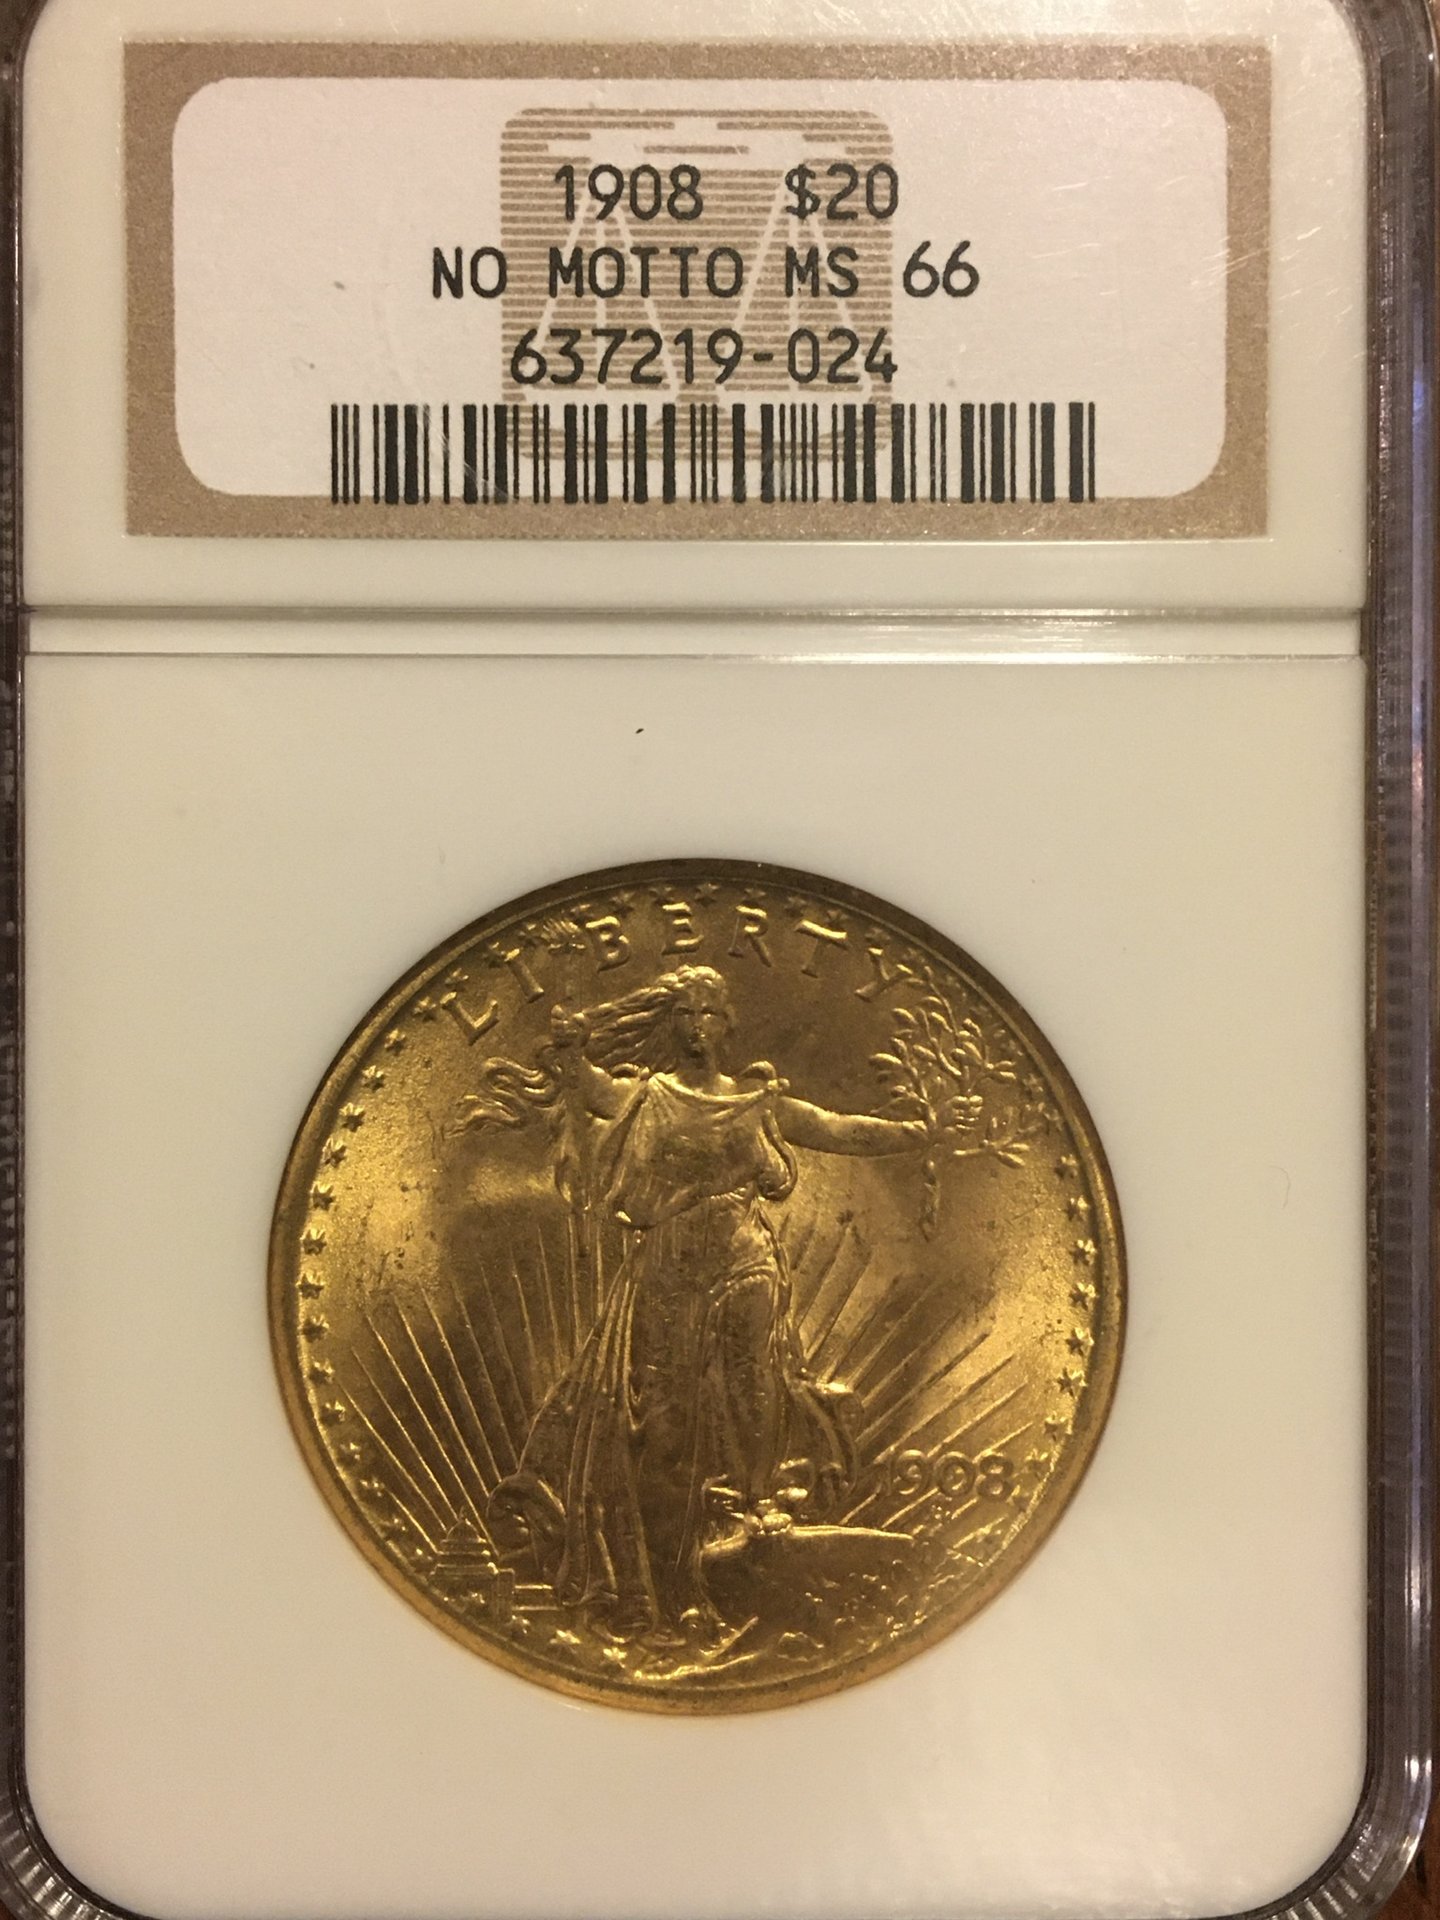 1908 $20
NO MOTTO MS 66
637219-024
LIBERTY
1908